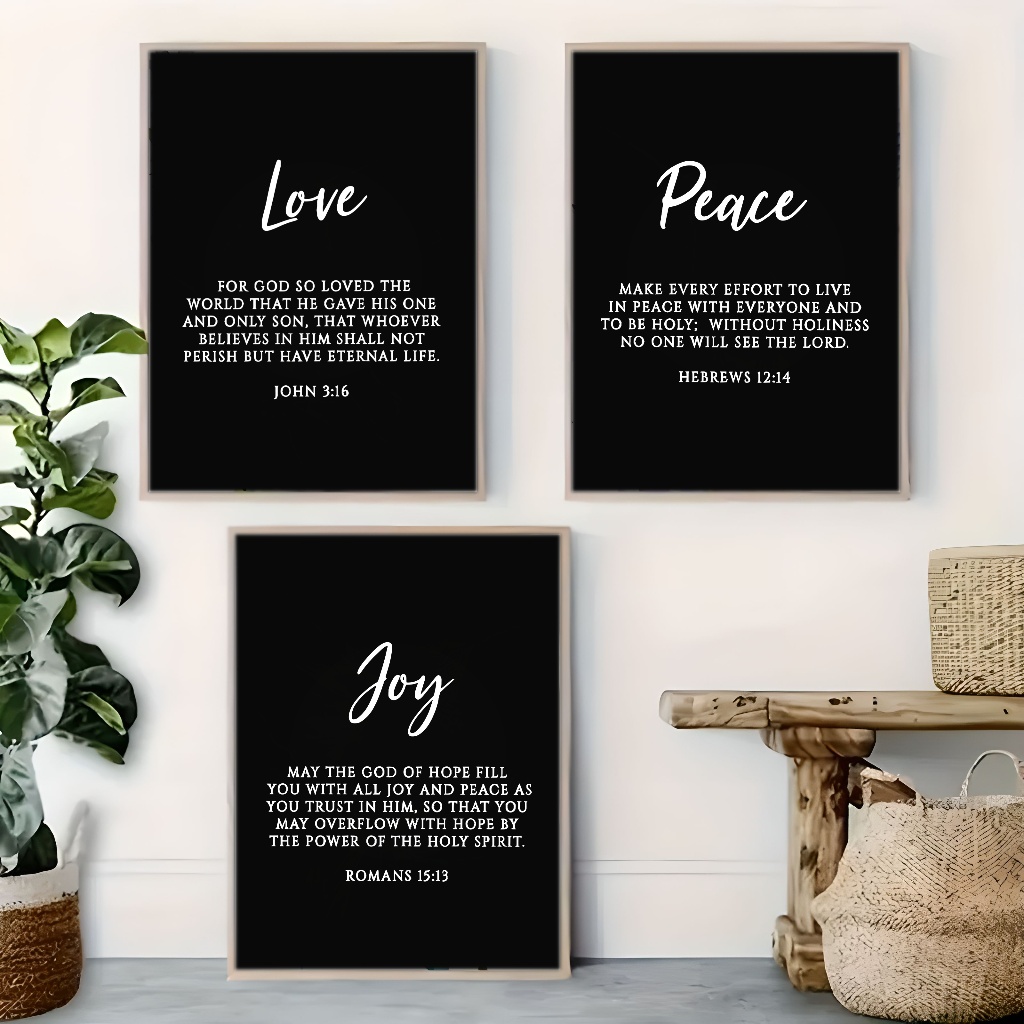 Love
FOR GOD SO LOVED THE
WORLD THAT HE GAVE HIS ONE
AND ONLY SON, THAT WHOEVER
BELIEVES IN HIM SHALL NOT
PERISH BUT HAVE ETERNAL LIFE.
JOHN 3:16
Peace
MAKE EVERY EFFORT TO LIVE
IN PEACE WITH EVERYONE AND
TO BE HOLY; WITHOUT HOLINESS
NO ONE WILL SEE THE LORD.
HEBREWS 12:14
Joy
MAY THE GOD OF HOPE FILL
YOU WITH ALL JOY AND PEACE AS
YOU TRUST IN HIM, SO THAT YOU
MAY OVERFLOW WITH HOPE BY
THE POWER OF THE HOLY SPIRIT.
ROMANS 15:13